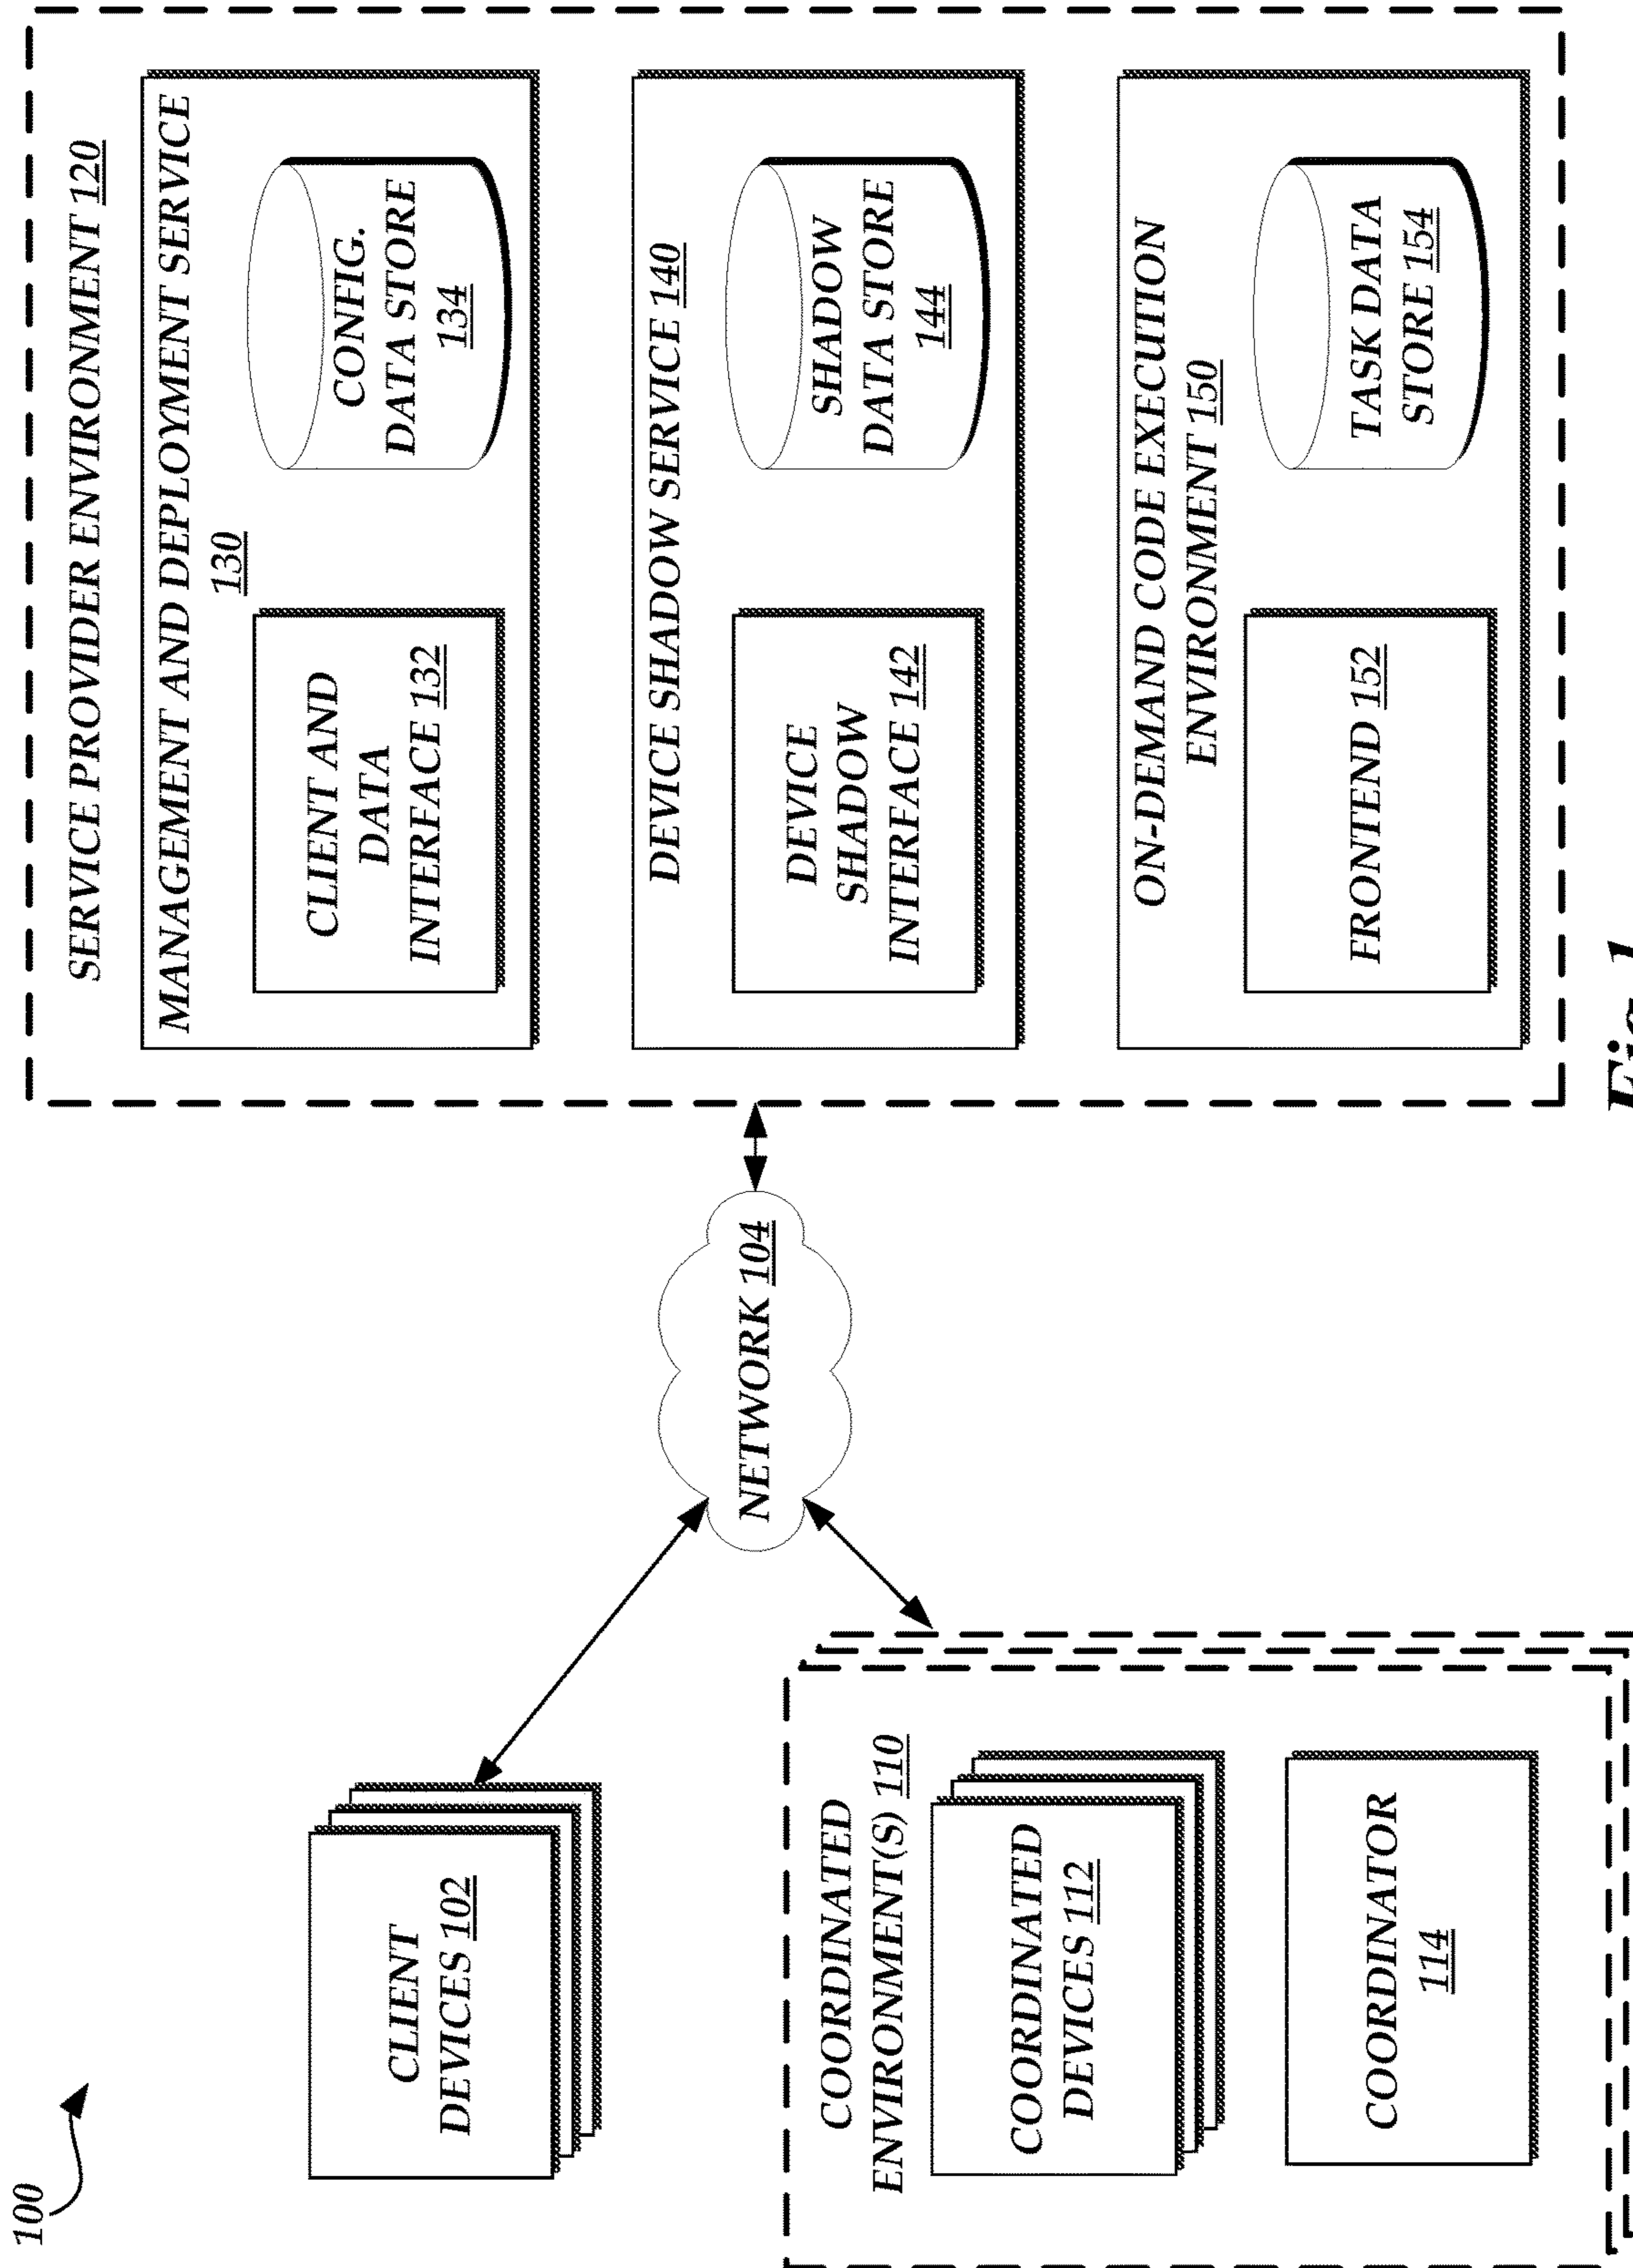 100
CLIENT
DEVICES 102
COORDINATED
ENVIRONMENT(S) 110
COORDINATED
DEVICES 112
COORDINATOR
114
NETWORK 104
SERVICE PROVIDER ENVIRONMENT 120
MANAGEMENT AND DEPLOYMENT SERVICE
130
CLIENT AND
DATA
INTERFACE 132
CONFIG.
DATA STORE
134
DEVICE SHADOW SERVICE 140
DEVICE
SHADOW
INTERFACE 142
SHADOW
DATA STORE
144
ON-DEMAND CODE EXECUTION
ENVIRONMENT 150
FRONTEND 152
TASK DATA
STORE 154
Fig. 1